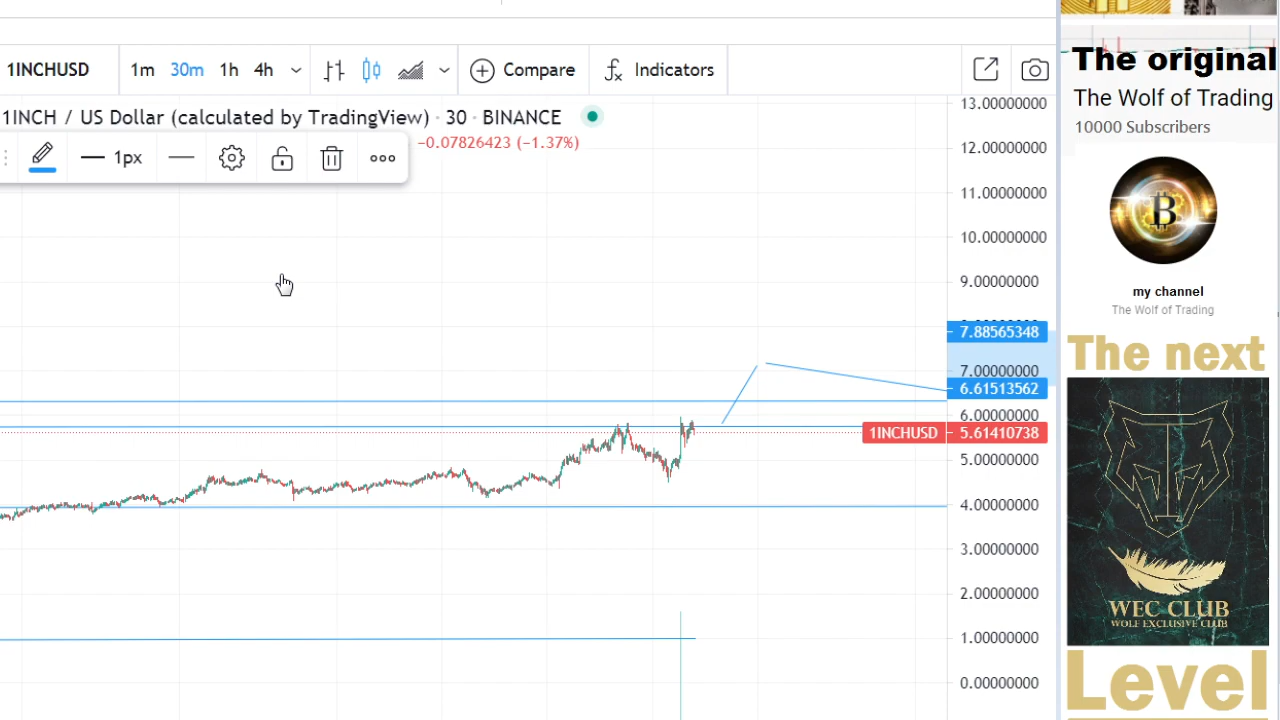 1INCHUSD
1m 30m 1h 4h
Compare
Indicators
1INCH / US Dollar (calculated by TradingView) · 30 · BINANCE
−0.07826423 (−1.37%)
1px
13.00000000
12.00000000
11.00000000
10.00000000
9.00000000
7.88565348
7.00000000
6.61513562
6.00000000
1INCHUSD 5.61410738
5.00000000
4.00000000
3.00000000
2.00000000
1.00000000
0.00000000
The original
The Wolf of Trading
10000 Subscribers
B
my channel
The Wolf of Trading
The next
WEC CLUB
WOLF EXCLUSIVE CLUB
Level